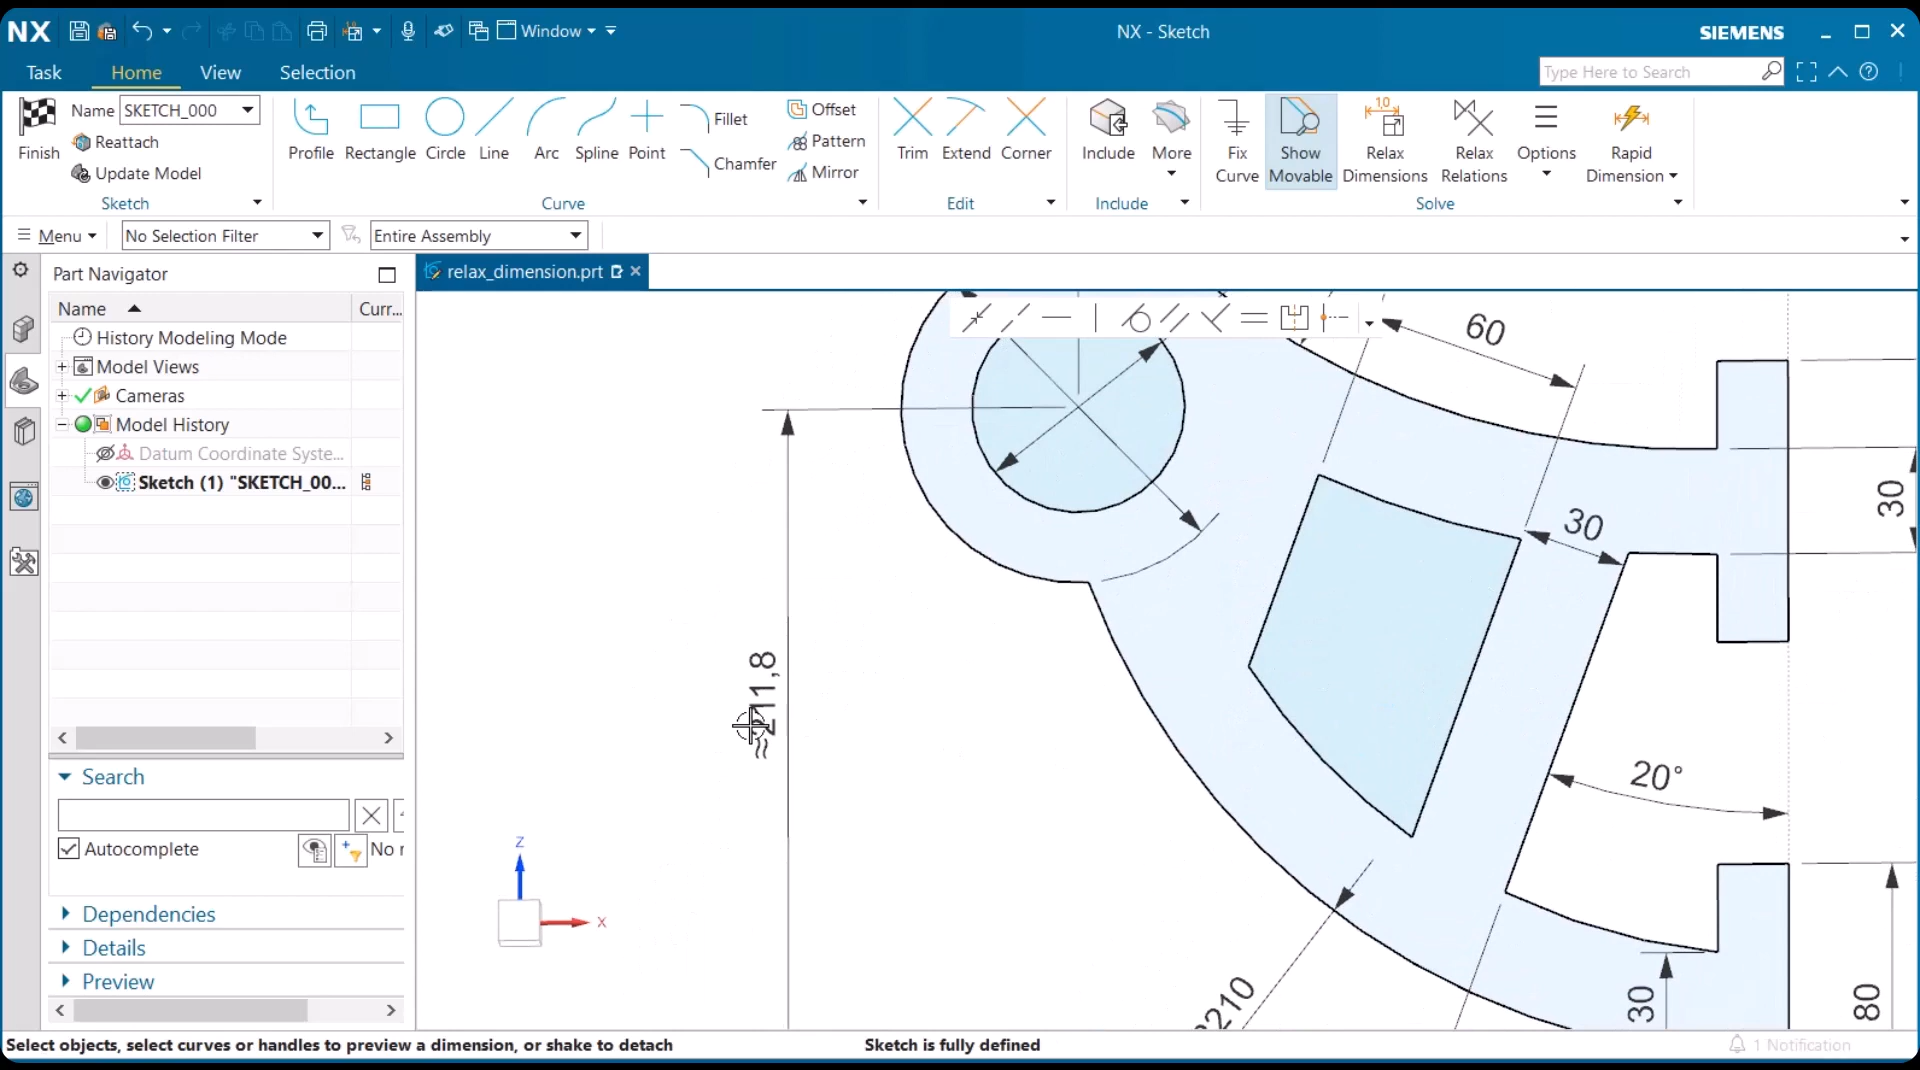 NX
Window
NX - Sketch
SIEMENS
Task
Home
View
Selection
Type Here to Search
Finish
Name SKETCH_000
Reattach
Update Model
Sketch
Profile
Rectangle
Circle
Line
Arc
Spline
Point
Fillet
Chamfer
Offset
Pattern
Mirror
Curve
Trim
Extend
Corner
Edit
Include
More
Include
Fix Curve
Show Movable
1,0
Relax Dimensions
Relax Relations
Options
Rapid Dimension
Solve
Menu
No Selection Filter
Entire Assembly
Part Navigator
relax_dimension.prt
Name
Curr...
History Modeling Mode
Model Views
Cameras
Model History
Datum Coordinate Syste...
Sketch (1) "SKETCH_00...
Search
Autocomplete
No
Dependencies
Details
Preview
60
30
30
≈211,8
20°
30
80
Z
X
Select objects, select curves or handles to preview a dimension, or shake to detach
Sketch is fully defined
1 Notification